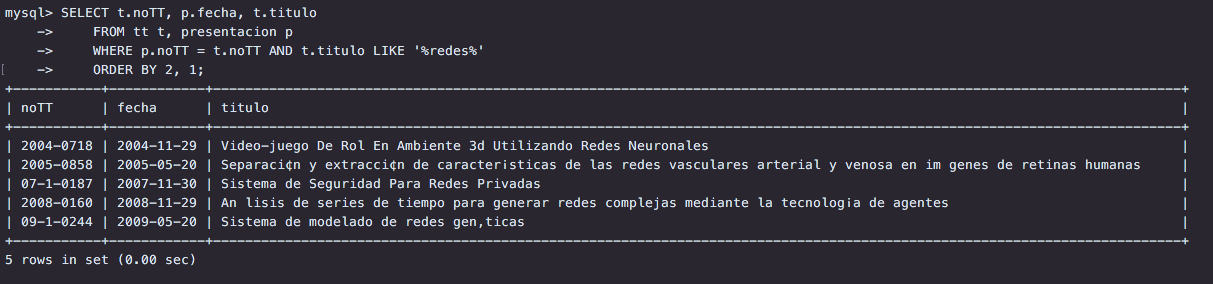 mysql> SELECT t.noTT, p.fecha, t.titulo
    ->     FROM tt t, presentacion p
    ->     WHERE p.noTT = t.noTT AND t.titulo LIKE '%redes%'
[   ->     ORDER BY 2, 1;
+-----------+------------+-------------------------------------------------------------------------------------------------------------------------+
| noTT      | fecha      | titulo                                                                                                                  |
+-----------+------------+-------------------------------------------------------------------------------------------------------------------------+
| 2004-0718 | 2004-11-29 | Video-juego De Rol En Ambiente 3d Utilizando Redes Neuronales                                                           |
| 2005-0858 | 2005-05-20 | Separaci¢n y extracci¢n de caracter¡sticas de las redes vasculares arterial y venosa en im genes de retinas humanas     |
| 07-1-0187 | 2007-11-30 | Sistema de Seguridad Para Redes Privadas                                                                                |
| 2008-0160 | 2008-11-29 | An lisis de series de tiempo para generar redes complejas mediante la tecnolog¡a de agentes                             |
| 09-1-0244 | 2009-05-20 | Sistema de modelado de redes gen‚ticas                                                                                  |
+-----------+------------+-------------------------------------------------------------------------------------------------------------------------+
5 rows in set (0.00 sec)